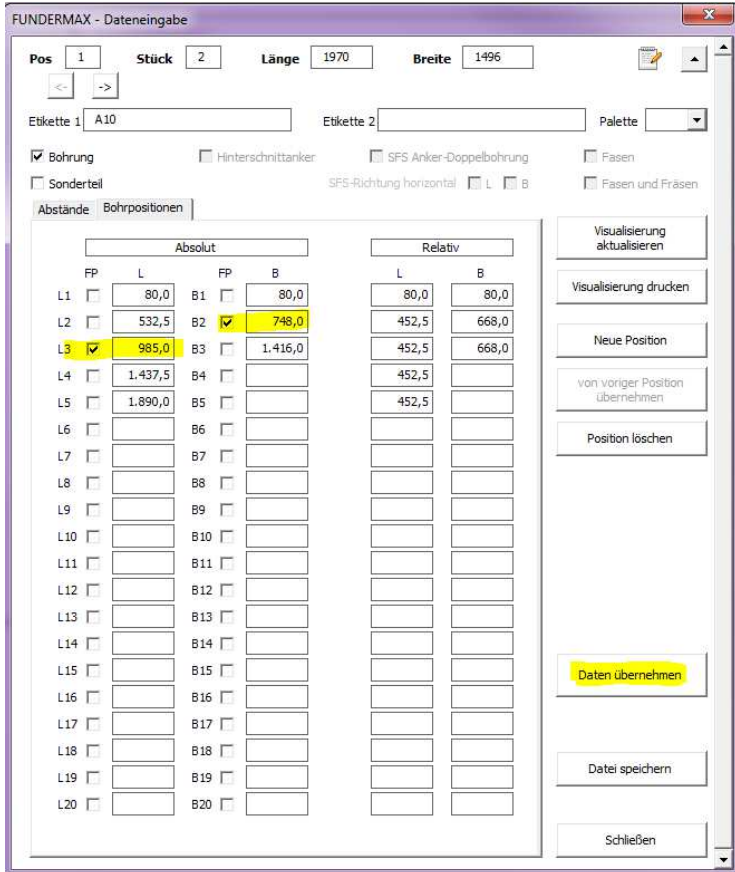 FUNDERMAX - Dateneingabe
Pos 1 Stück 2 Länge 1970 Breite 1496
<- ->
Etikette 1 A10 Etikette 2 Palette
Bohrung Hinterschnittanker SFS Anker-Doppelbohrung Fasen
Sonderteil SFS-Richtung horizontal L B Fasen und Fräsen
Abstände Bohrpositionen
Absolut Relativ
FP L FP B L B
L1 80,0 B1 80,0 80,0 80,0
L2 532,5 B2 748,0 452,5 668,0
L3 985,0 B3 1.416,0 452,5 668,0
L4 1.437,5 B4 452,5
L5 1.890,0 B5 452,5
L6 B6
L7 B7
L8 B8
L9 B9
L10 B10
L11 B11
L12 B12
L13 B13
L14 B14
L15 B15
L16 B16
L17 B17
L18 B18
L19 B19
L20 B20
Visualisierung
aktualisieren
Visualisierung drucken
Neue Position
von voriger Position
übernehmen
Position löschen
Daten übernehmen
Datei speichern
Schließen